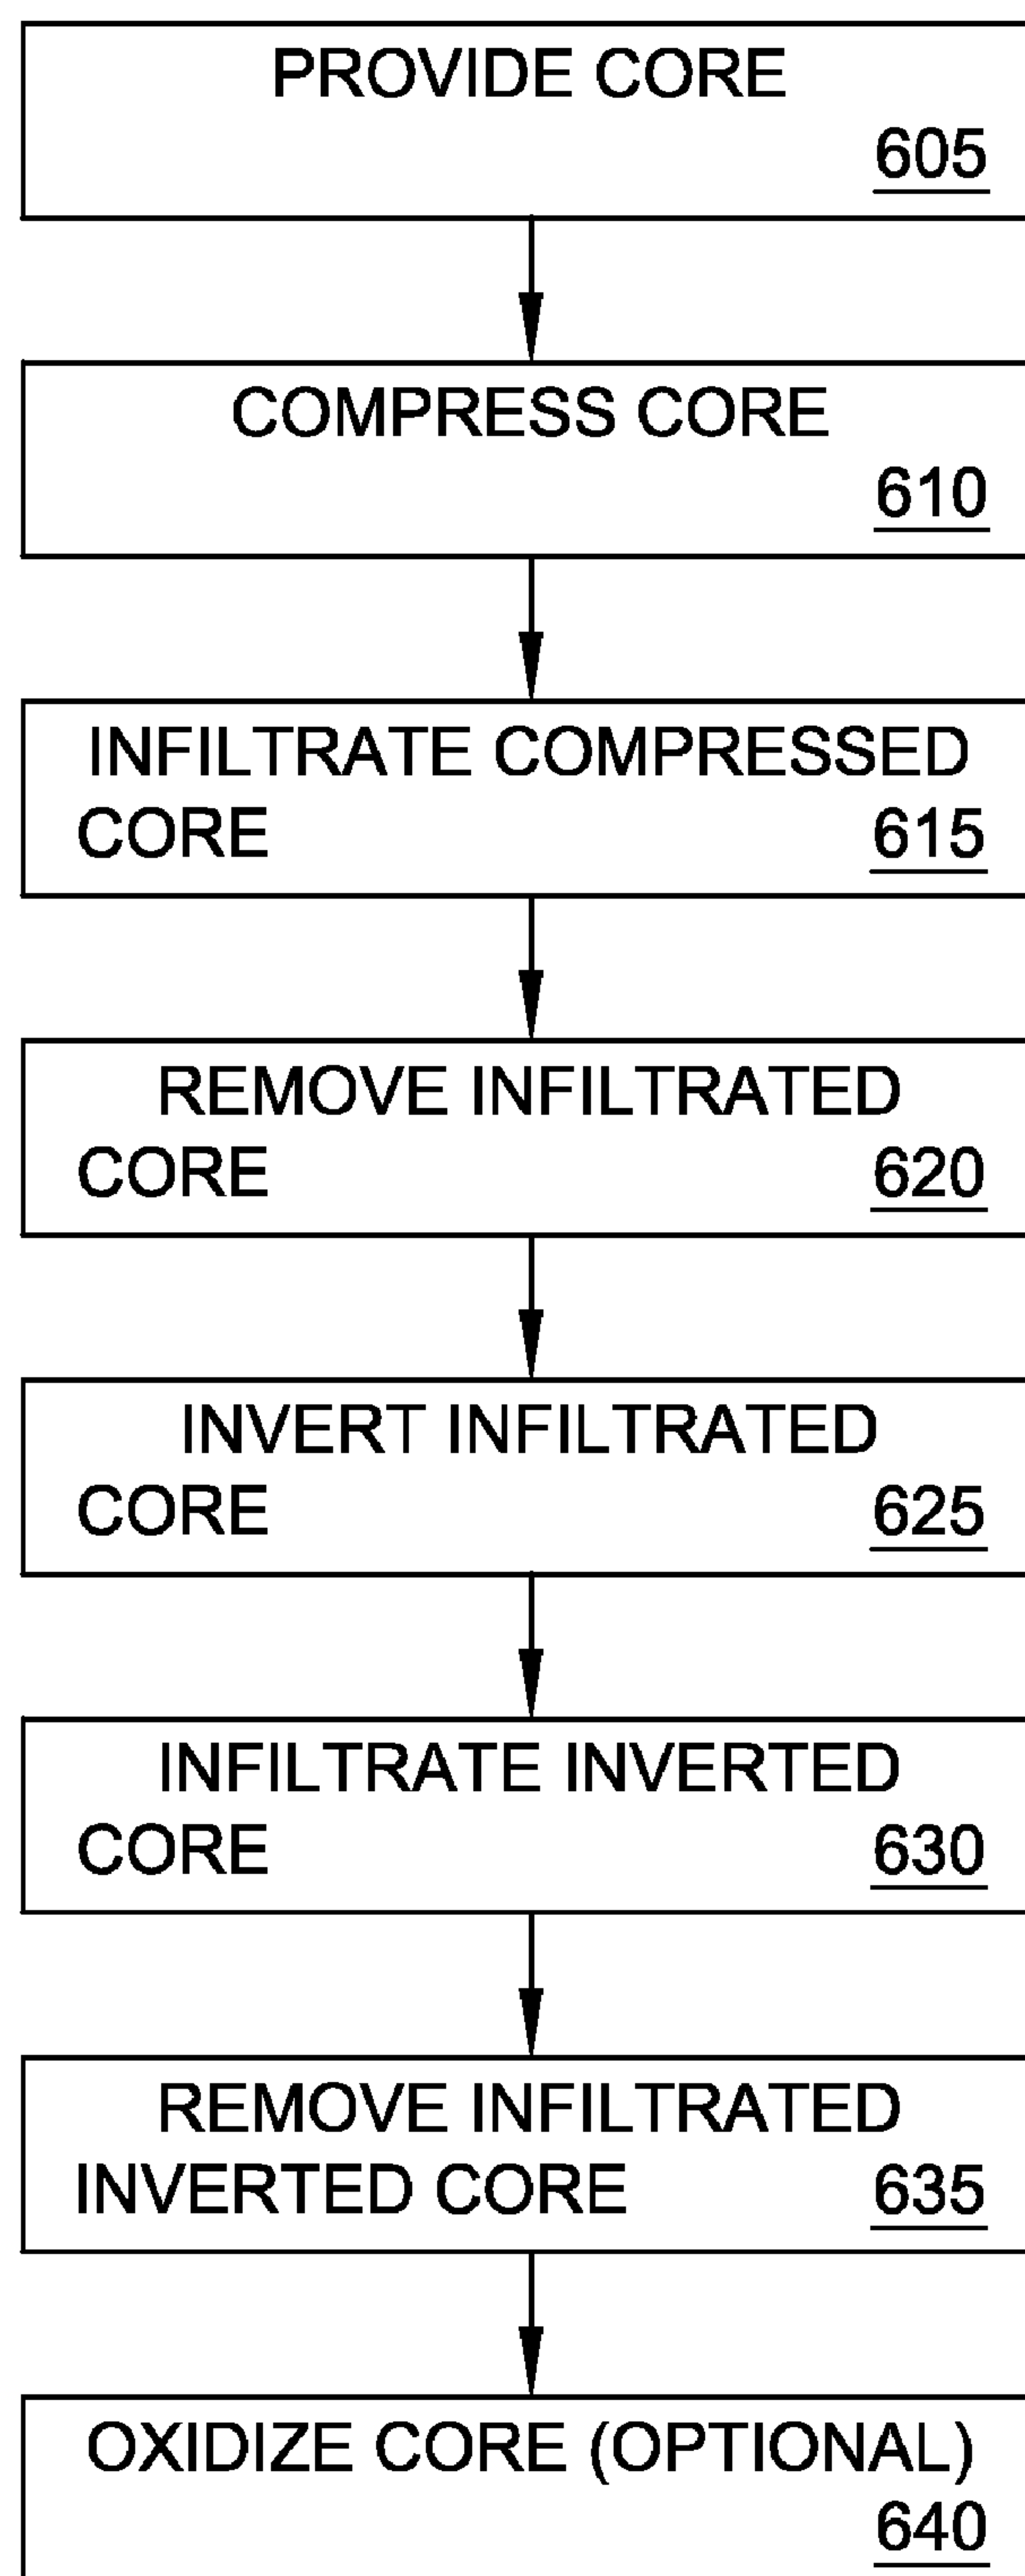 PROVIDE CORE
605
COMPRESS CORE
610
INFILTRATE COMPRESSED
CORE 615
REMOVE INFILTRATED
CORE 620
INVERT INFILTRATED
CORE 625
INFILTRATE INVERTED
CORE 630
REMOVE INFILTRATED
INVERTED CORE 635
OXIDIZE CORE (OPTIONAL)
640